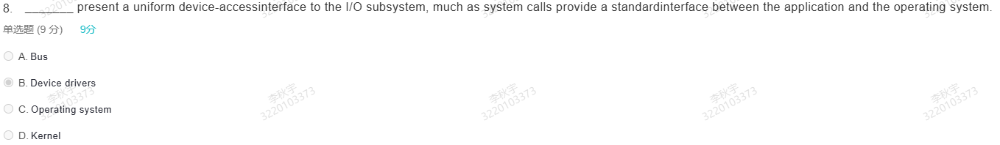 8. _______ present a uniform device-accessinterface to the I/O subsystem, much as system calls provide a standardinterface between the application and the operating system.
单选题 (9 分) 9分
A. Bus
B. Device drivers
C. Operating system
D. Kernel
李秋宇 3220103373
李秋宇 3220103373
李秋宇 3220103373
李秋宇 3220103373
李秋宇 3220103373